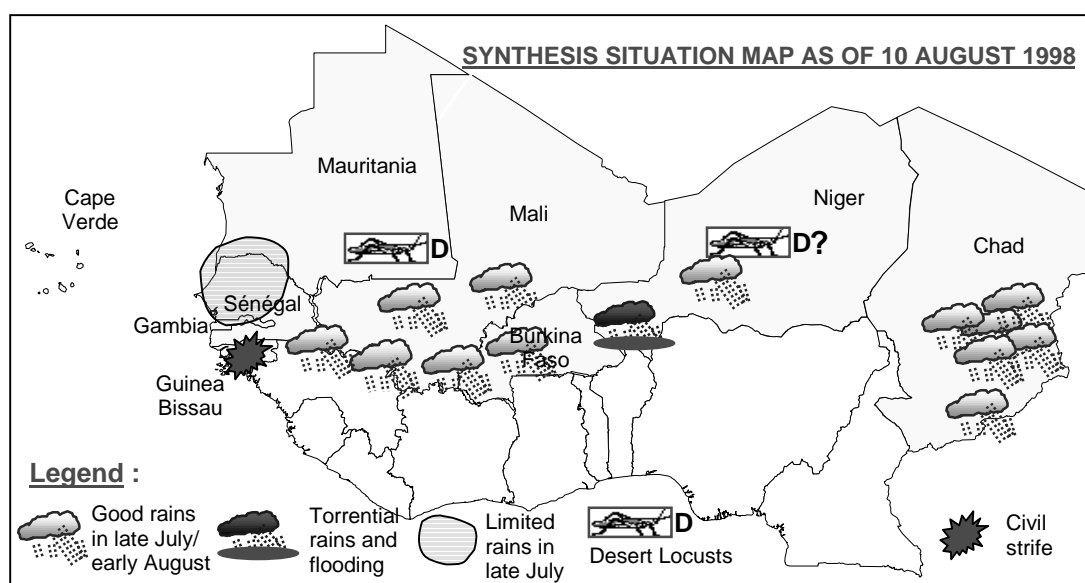 SYNTHESIS SITUATION MAP AS OF 10 AUGUST 1998
Mauritania
Cape
Verde
Mali
Niger
Chad
D
D?
Sénégal
Gambia
Burkina
Faso
Guinea
Bissau
Legend :
Good rains
in late July/
early August
Torrential
rains and
flooding
Limited
rains in
late July
D
Desert Locusts
Civil
strife